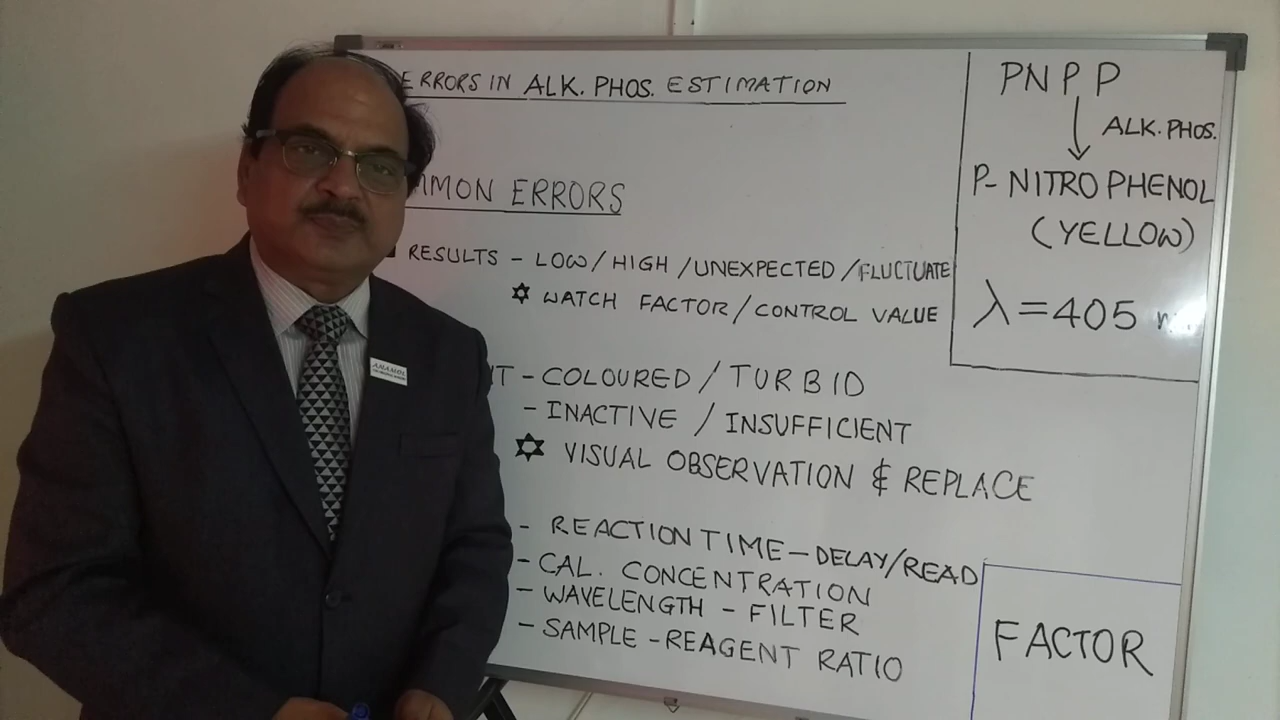 ERRORS IN ALK. PHOS. ESTIMATION
MMON ERRORS
RESULTS - LOW / HIGH / UNEXPECTED / FLUCTUATE
✡ WATCH FACTOR / CONTROL VALUE
T - COLOURED / TURBID
- INACTIVE / INSUFFICIENT
✡ VISUAL OBSERVATION & REPLACE
- REACTION TIME - DELAY/READ
- CAL. CONCENTRATION
- WAVELENGTH - FILTER
- SAMPLE - REAGENT RATIO
PNPP
↓ ALK. PHOS.
P-NITROPHENOL
(YELLOW)
λ = 405
FACTOR